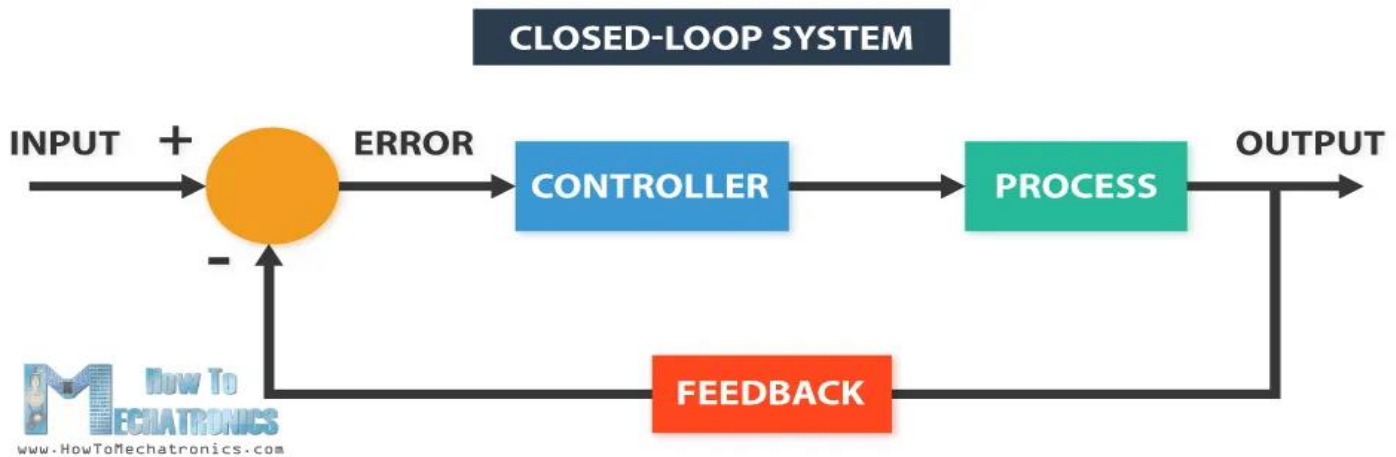 CLOSED-LOOP SYSTEM
INPUT + ERROR OUTPUT
CONTROLLER PROCESS
-
FEEDBACK
How To
MECHATRONICS
www.HowToMechatronics.com